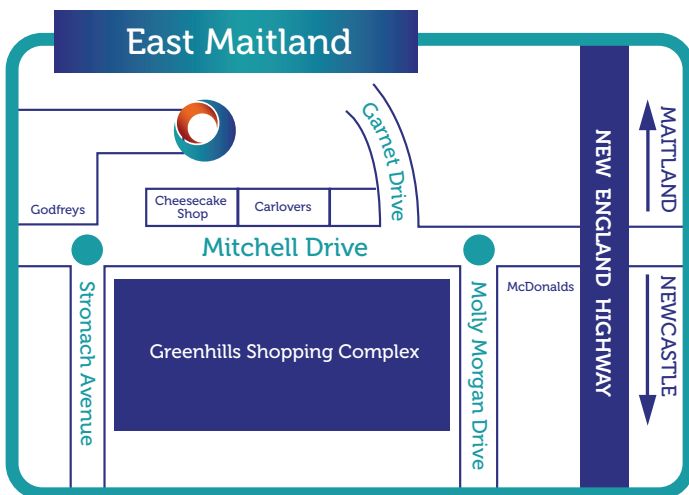 East Maitland
Garnet Drive
NEW ENGLAND HIGHWAY
MAITLAND
Godfreys
Cheesecake
Shop
Carlovers
Mitchell Drive
Stronach Avenue
Greenhills Shopping Complex
Molly Morgan Drive
McDonalds
NEWCASTLE